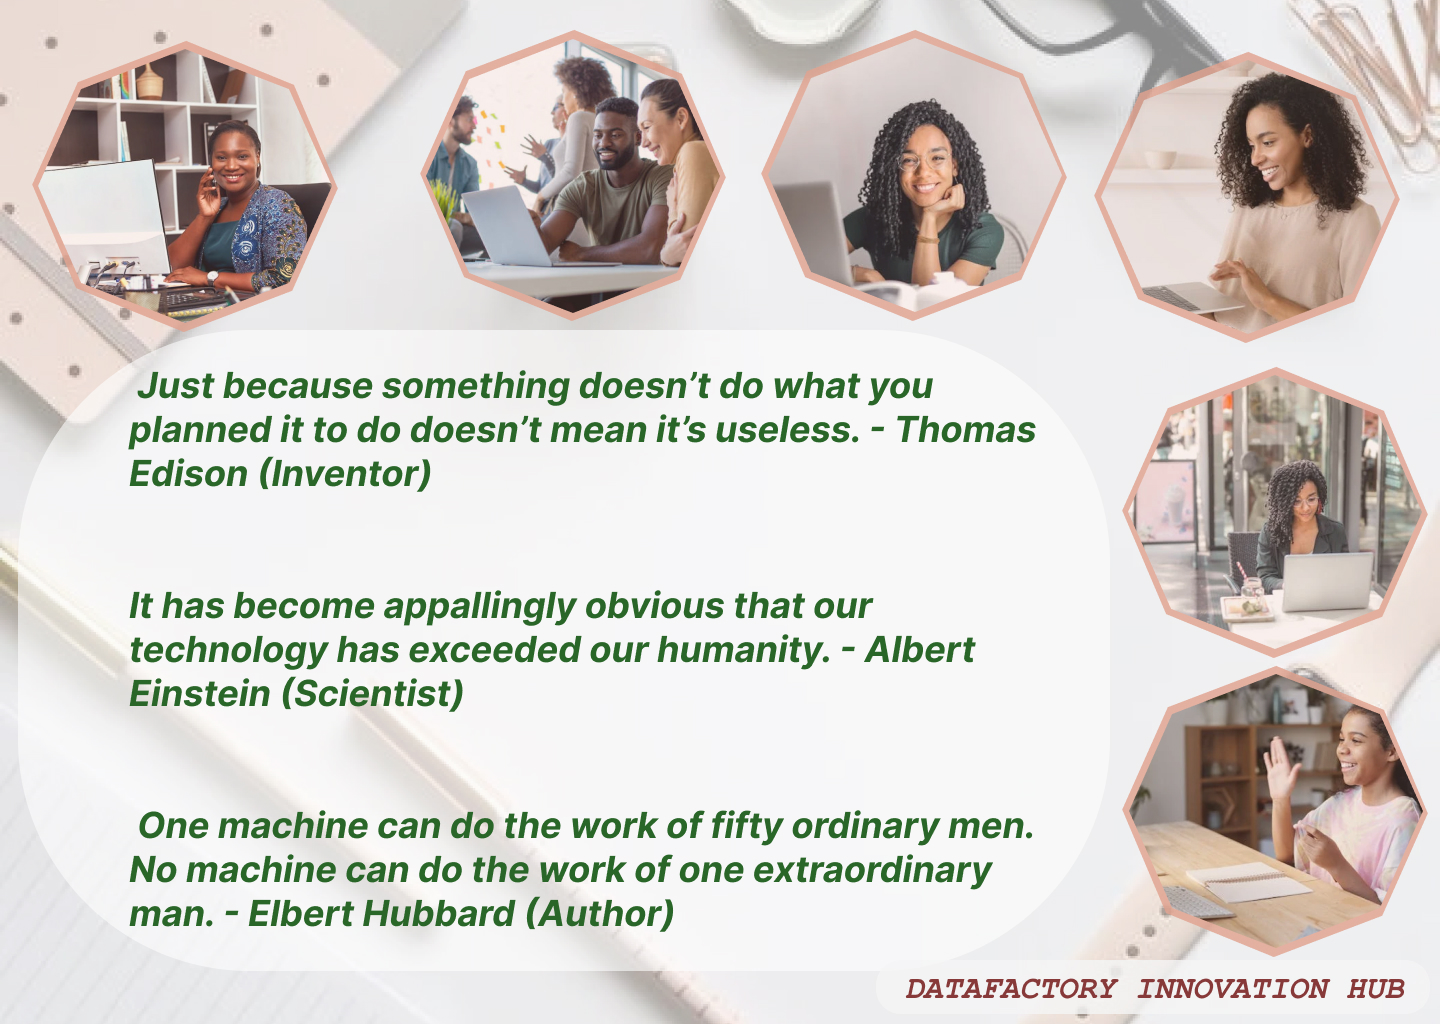 Just because something doesn’t do what you
planned it to do doesn’t mean it’s useless. - Thomas
Edison (Inventor)
It has become appallingly obvious that our
technology has exceeded our humanity. - Albert
Einstein (Scientist)
One machine can do the work of fifty ordinary men.
No machine can do the work of one extraordinary
man. - Elbert Hubbard (Author)
DATAFACTORY INNOVATION HUB